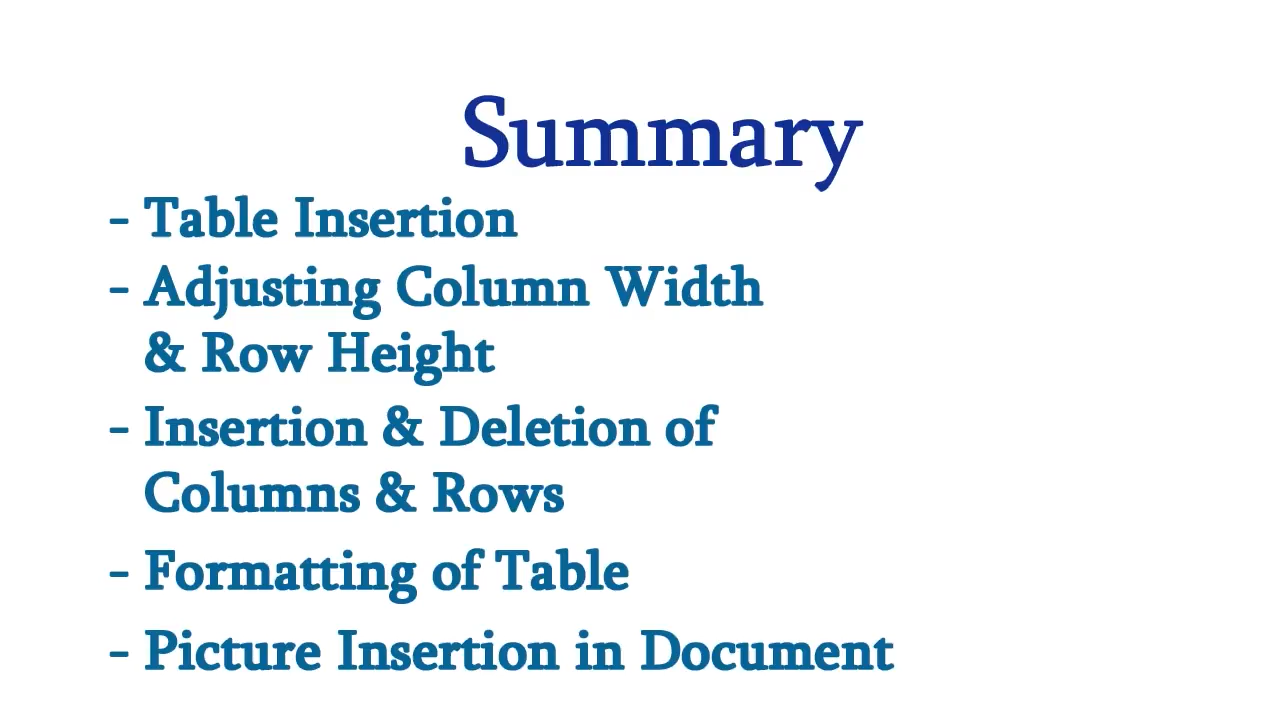 Summary
- Table Insertion
- Adjusting Column Width
& Row Height
- Insertion & Deletion of
Columns & Rows
- Formatting of Table
- Picture Insertion in Document